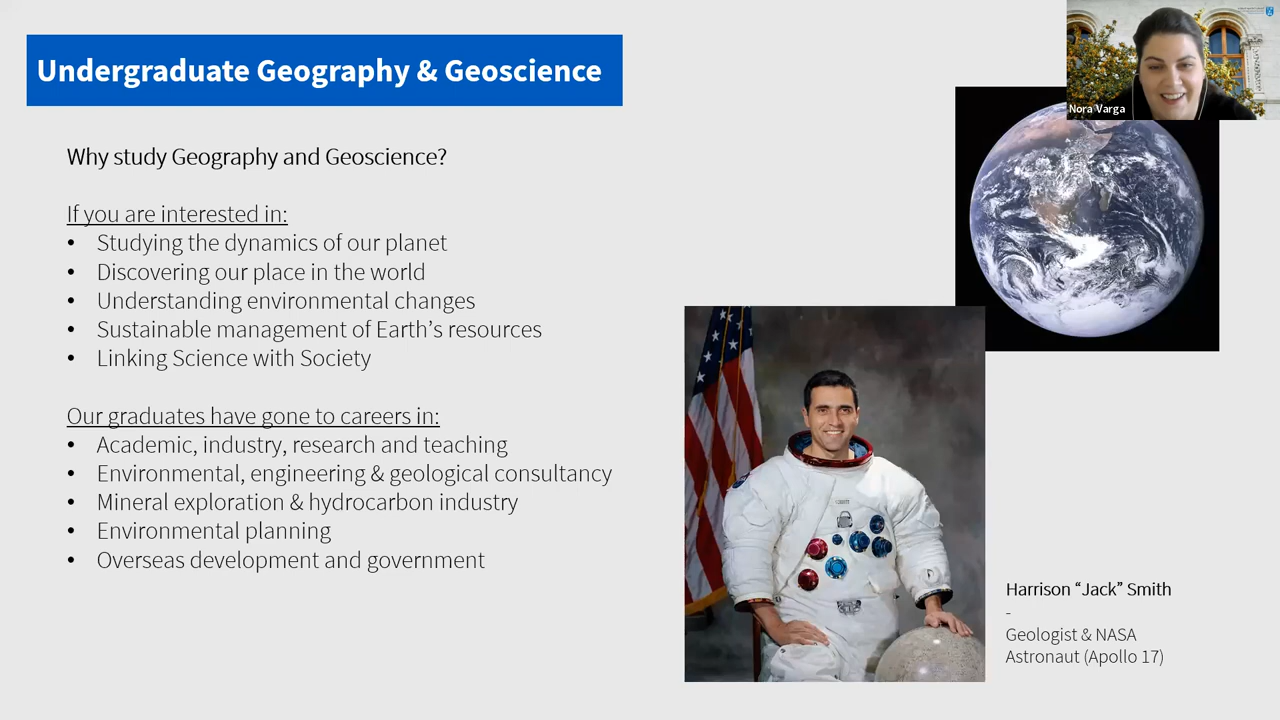 Undergraduate Geography & Geoscience
Nora Varga
Why study Geography and Geoscience?
If you are interested in:
• Studying the dynamics of our planet
• Discovering our place in the world
• Understanding environmental changes
• Sustainable management of Earth’s resources
• Linking Science with Society
Our graduates have gone to careers in:
• Academic, industry, research and teaching
• Environmental, engineering & geological consultancy
• Mineral exploration & hydrocarbon industry
• Environmental planning
• Overseas development and government
Harrison “Jack” Smith
-
Geologist & NASA
Astronaut (Apollo 17)